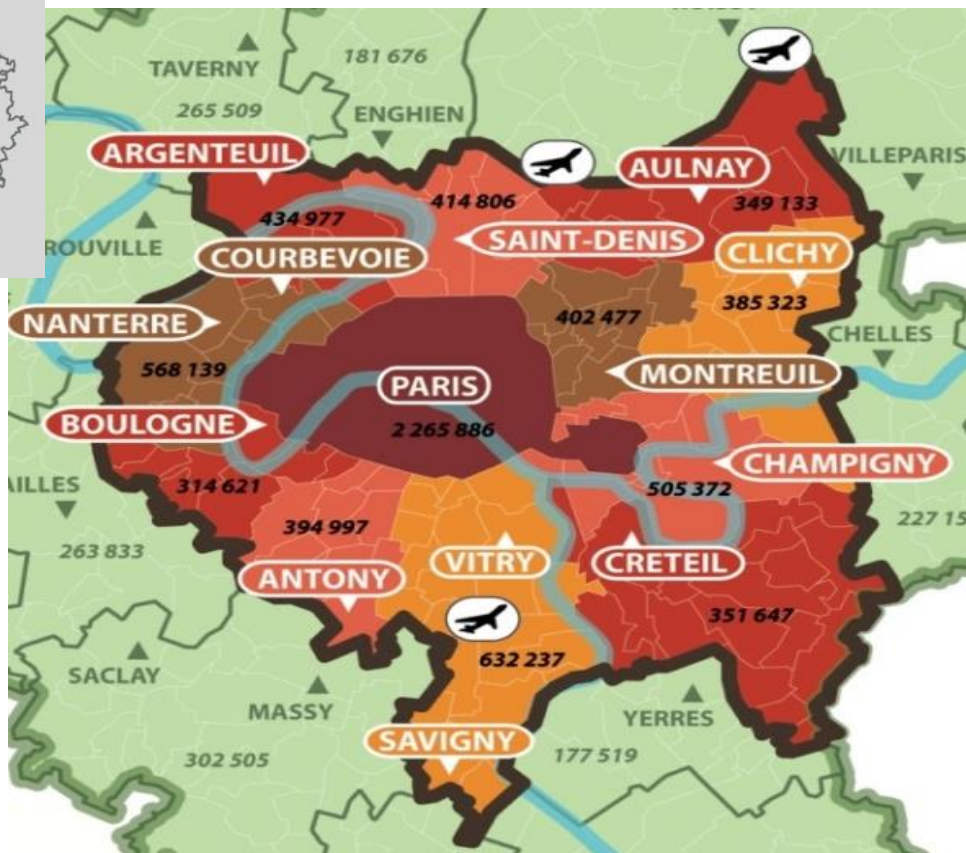 TAVERNY
181 676
265 509
ENGHIEN
ARGENTEUIL
AULNAY
VILLEPARIS
434 977
414 806
349 133
ROUVILLE
COURBEVOIE
SAINT-DENIS
CLICHY
NANTERRE
402 477
385 323
CHELLES
568 139
PARIS
MONTREUIL
BOULOGNE
2 265 886
CHAMPIGNY
AILLES
314 621
505 372
227 15
263 833
394 997
VITRY
CRETEIL
ANTONY
351 647
632 237
SACLAY
MASSY
YERRES
SAVIGNY
302 505
177 519